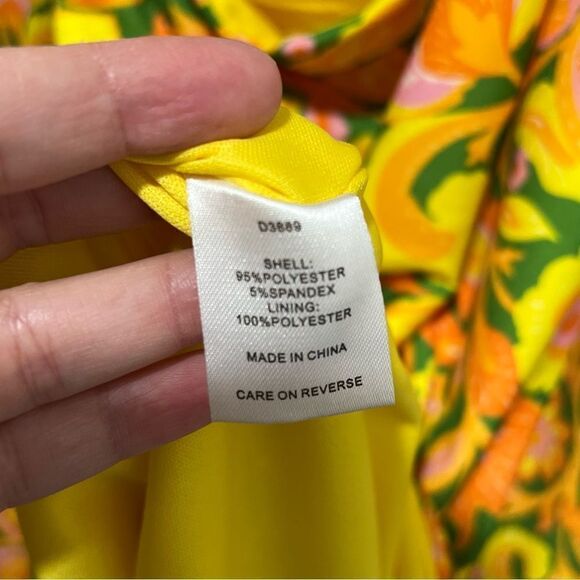 D3889
SHELL:
95%POLYESTER
5%SPANDEX
LINING:
100%POLYESTER
MADE IN CHINA
CARE ON REVERSE